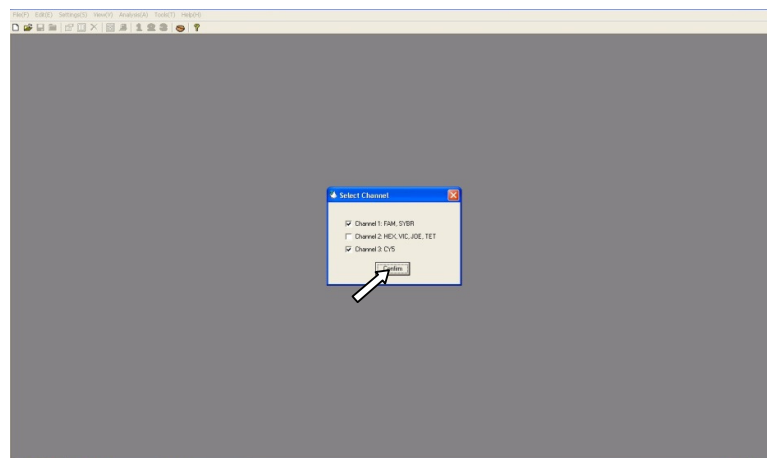 File(F) Edit(E) Settings(S) View(V) Analysis(A) Tools(T) Help(H)
Select Channel
Channel 1: FAM, SYBR
Channel 2: HEX, VIC, JOE, TET
Channel 3: CY5
Confirm